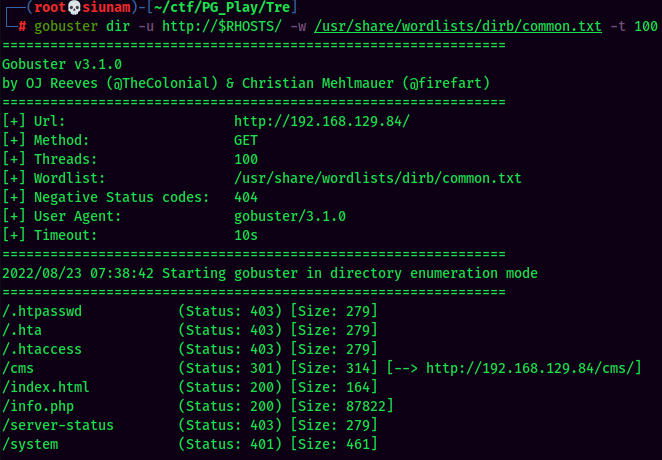 ┌──(root💀siunam)-[~/ctf/PG_Play/Tre]
└─# gobuster dir -u http://$RHOSTS/ -w /usr/share/wordlists/dirb/common.txt -t 100
===============================================================
Gobuster v3.1.0
by OJ Reeves (@TheColonial) & Christian Mehlmauer (@firefart)
===============================================================
[+] Url:                     http://192.168.129.84/
[+] Method:                  GET
[+] Threads:                 100
[+] Wordlist:                /usr/share/wordlists/dirb/common.txt
[+] Negative Status codes:   404
[+] User Agent:              gobuster/3.1.0
[+] Timeout:                 10s
===============================================================
2022/08/23 07:38:42 Starting gobuster in directory enumeration mode
===============================================================
/.htpasswd            (Status: 403) [Size: 279]
/.hta                 (Status: 403) [Size: 279]
/.htaccess            (Status: 403) [Size: 279]
/cms                  (Status: 301) [Size: 314] [--> http://192.168.129.84/cms/]
/index.html           (Status: 200) [Size: 164]
/info.php             (Status: 200) [Size: 87822]
/server-status        (Status: 403) [Size: 279]
/system               (Status: 401) [Size: 461]